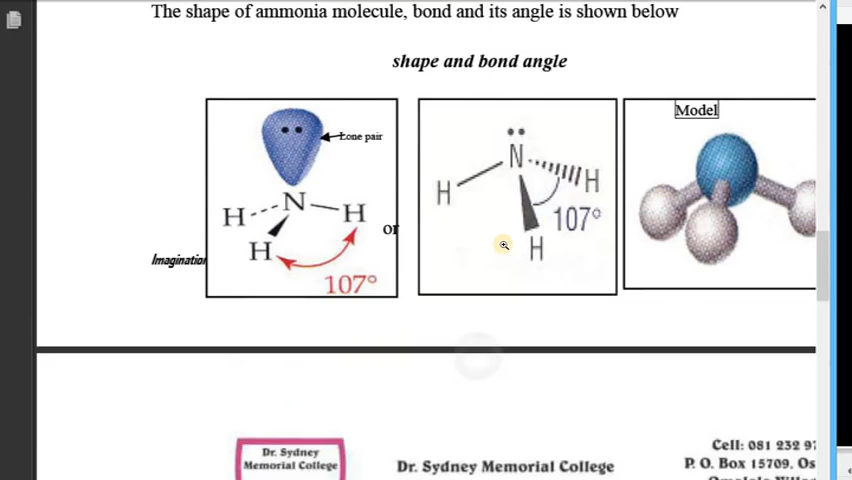 The shape of ammonia molecule, bond and its angle is shown below
shape and bond angle
Lone pair
N
H
H
H
107°
Imagination
or
N
H
H
H
107°
Model
Dr. Sydney
Memorial College
Dr. Sydney Memorial College
Cell: 081 232
P. O. Box 15709, Os